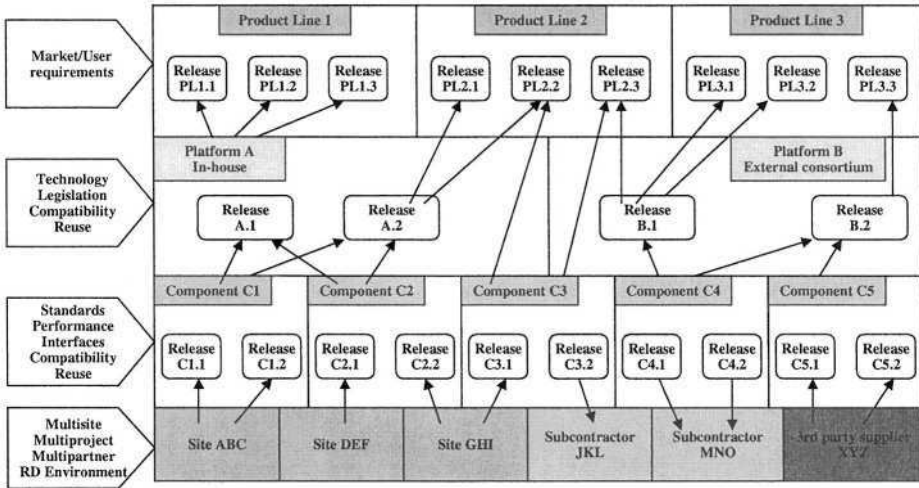 Market/User
requirements
Product Line 1
Product Line 2
Product Line 3
Release
PL1.1
Release
PL1.2
Release
PL1.3
Release
PL2.1
Release
PL2.2
Release
PL2.3
Release
PL3.1
Release
PL3.2
Release
PL3.3
Technology
Legislation
Compatibility
Reuse
Platform A
In-house
Platform B
External consortium
Release
A.1
Release
A.2
Release
B.1
Release
B.2
Standards
Performance
Interfaces
Compatibility
Reuse
Component C1
Component C2
Component C3
Component C4
Component C5
Release
C1.1
Release
C1.2
Release
C2.1
Release
C2.2
Release
C3.1
Release
C3.2
Release
C4.1
Release
C4.2
Release
C5.1
Release
C5.2
Multisite
Multiproject
Multipartner
RD Environment
Site ABC
Site DEF
Site GHI
Subcontractor
JKL
Subcontractor
MNO
3rd party supplier
XYZ